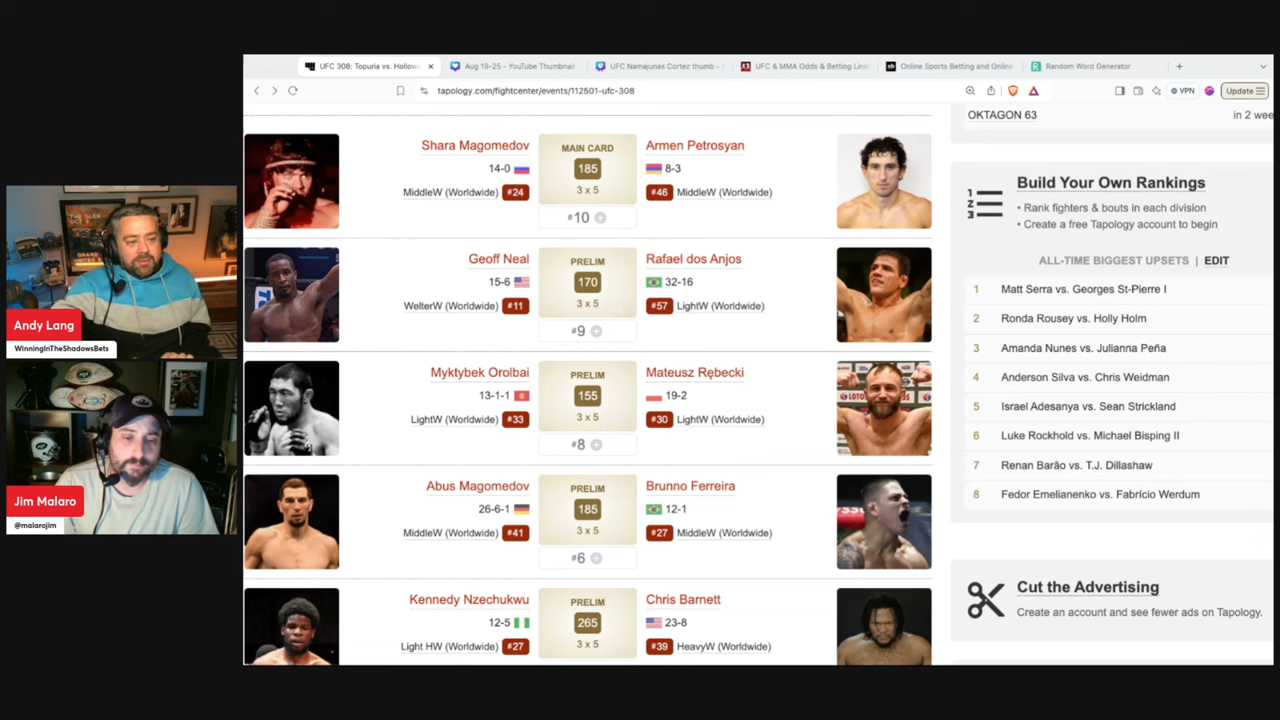 UFC 308: Topuria vs. Hollow
Aug 19-25 - YouTube Thumbnail
UFC Namajunas Cortez thumb -
UFC & MMA Odds & Betting Line
Online Sports Betting and Online
Random Word Generator
tapology.com/fightcenter/events/112501-ufc-308
VPN
Update
Shara Magomedov
14-0
MiddleW (Worldwide) #24
MAIN CARD
185
3 x 5
#10
Armen Petrosyan
8-3
#46 MiddleW (Worldwide)
Geoff Neal
15-6
WelterW (Worldwide) #11
PRELIM
170
3 x 5
#9
Rafael dos Anjos
32-16
#57 LightW (Worldwide)
Myktybek Orolbai
13-1-1
LightW (Worldwide) #33
PRELIM
155
3 x 5
#8
Mateusz Rębecki
19-2
#30 LightW (Worldwide)
Abus Magomedov
26-6-1
MiddleW (Worldwide) #41
PRELIM
185
3 x 5
#6
Brunno Ferreira
12-1
#27 MiddleW (Worldwide)
Kennedy Nzechukwu
12-5
Light HW (Worldwide) #27
PRELIM
265
3 x 5
Chris Barnett
23-8
#39 HeavyW (Worldwide)
OKTAGON 63
in 2 wee
Build Your Own Rankings
• Rank fighters & bouts in each division
• Create a free Tapology account to begin
ALL-TIME BIGGEST UPSETS | EDIT
1 Matt Serra vs. Georges St-Pierre I
2 Ronda Rousey vs. Holly Holm
3 Amanda Nunes vs. Julianna Peña
4 Anderson Silva vs. Chris Weidman
5 Israel Adesanya vs. Sean Strickland
6 Luke Rockhold vs. Michael Bisping II
7 Renan Barão vs. T.J. Dillashaw
8 Fedor Emelianenko vs. Fabrício Werdum
Cut the Advertising
Create an account and see fewer ads on Tapology.
Andy Lang
WinningInTheShadowsBets
Jim Malaro
@malarojim